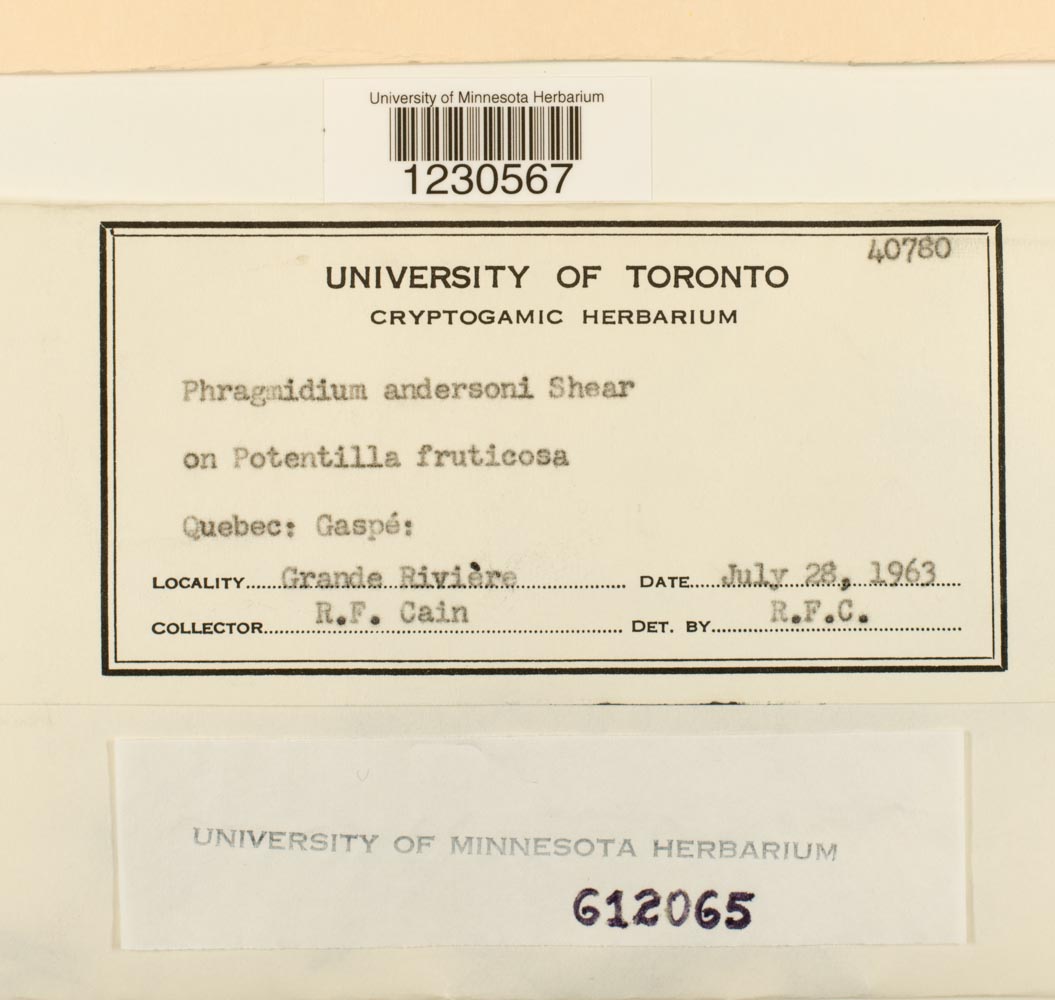 University of Minnesota Herbarium
1230567
40780
UNIVERSITY OF TORONTO
CRYPTOGAMIC HERBARIUM
Phragmidium andersoni Shear
on Potentilla fruticosa
Quebec: Gaspé:
LOCALITY Grande Rivière DATE July 28, 1963
COLLECTOR R.F. Cain DET. BY R.F.C.
UNIVERSITY OF MINNESOTA HERBARIUM
612065